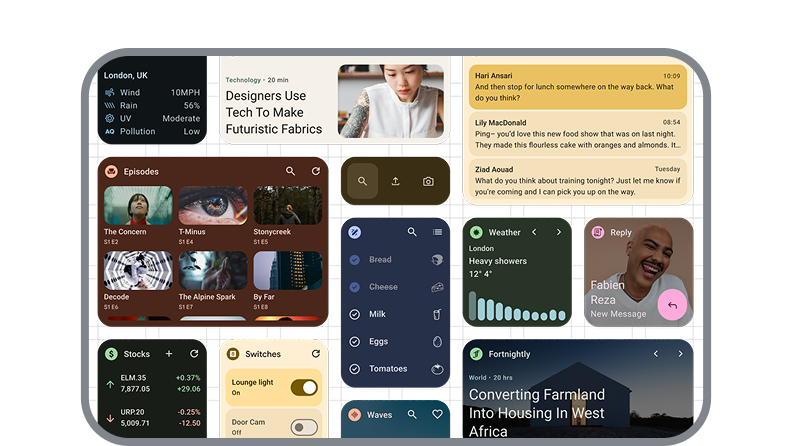 London, UK
Wind 10MPH
Rain 56%
UV Moderate
AQ Pollution Low
Technology • 20 min
Designers Use
Tech To Make
Futuristic Fabrics
Hari Ansari 10:09
And then stop for lunch somewhere on the way back. What
do you think?
Lily MacDonald 08:54
Ping– you'd love this new food show that was on last night.
They made this flourless cake with oranges and almonds. It...
Ziad Aouad Tuesday
What do you think about training tonight? Just let me know if
you're coming and I can pick you up on the way.
Episodes
The Concern T-Minus Stonycreek
S1 E2 S1 E4 S1 E5
Decode The Alpine Spark By Far
S1 E6 S1 E7 S1 E8
Bread
Cheese
Milk
Eggs
Tomatoes
Weather
London
Heavy showers
12° 4°
Reply
Fabien
Reza
New Message
Stocks
ELM.35 +0.37%
7,877.05 +29.06
URP.20 -0.25%
5,009.71 -12.50
Switches
Lounge light
On
Door Cam
Off
Waves
Fortnightly
World • 20 hrs
Converting Farmland
Into Housing In West
Africa